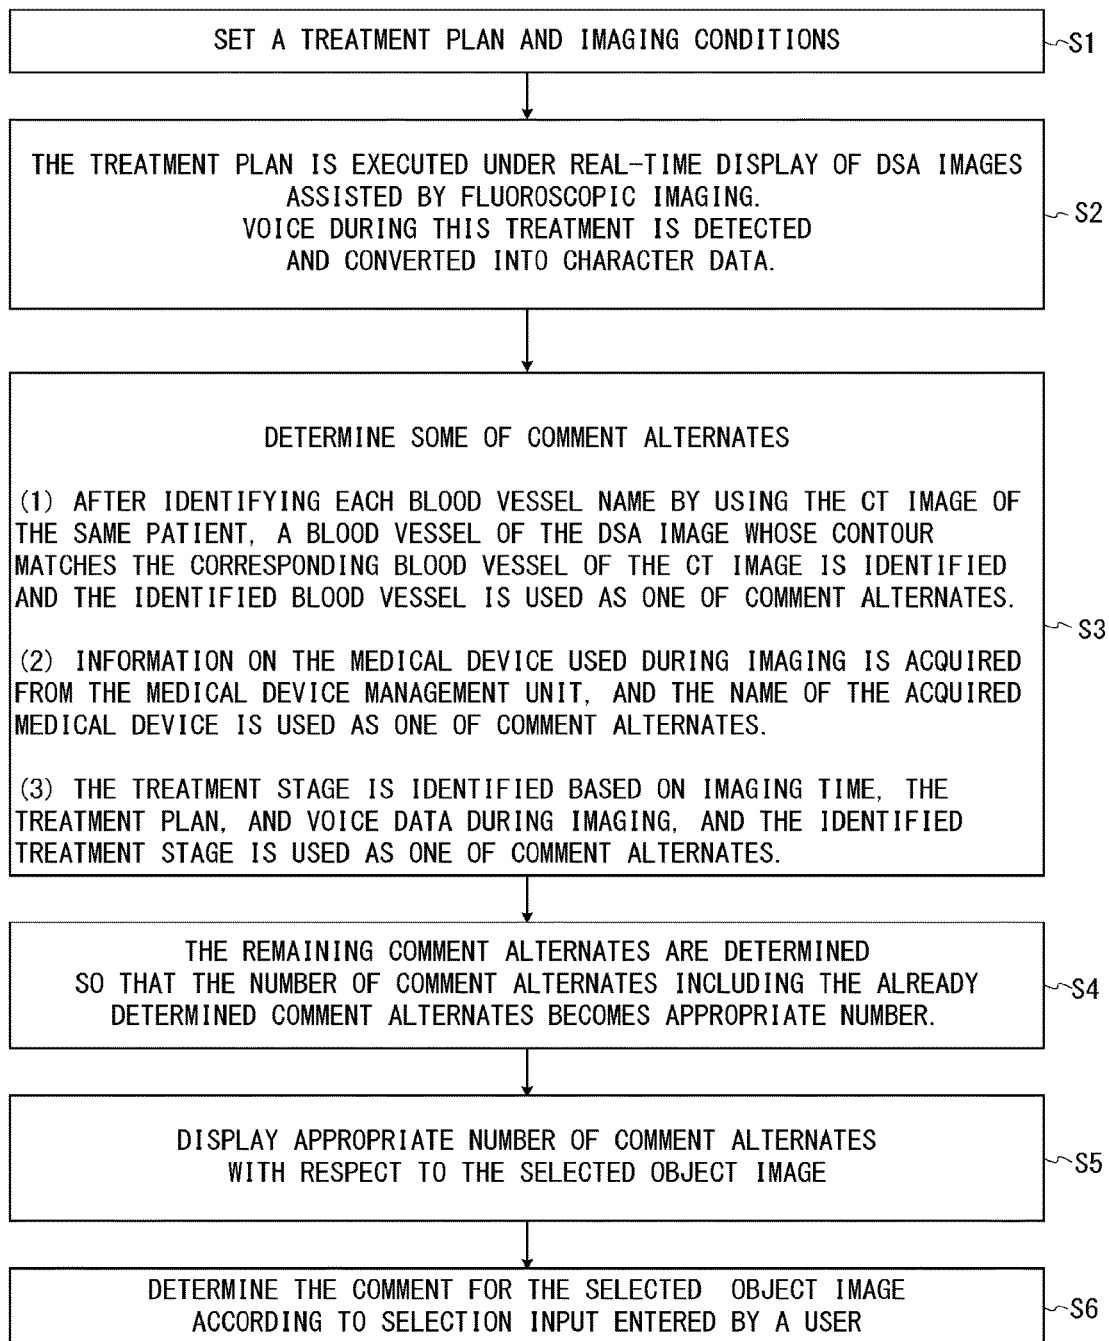 SET A TREATMENT PLAN AND IMAGING CONDITIONS
S1
THE TREATMENT PLAN IS EXECUTED UNDER REAL-TIME DISPLAY OF DSA IMAGES
ASSISTED BY FLUOROSCOPIC IMAGING.
VOICE DURING THIS TREATMENT IS DETECTED
AND CONVERTED INTO CHARACTER DATA.
S2
DETERMINE SOME OF COMMENT ALTERNATES
(1) AFTER IDENTIFYING EACH BLOOD VESSEL NAME BY USING THE CT IMAGE OF
THE SAME PATIENT, A BLOOD VESSEL OF THE DSA IMAGE WHOSE CONTOUR
MATCHES THE CORRESPONDING BLOOD VESSEL OF THE CT IMAGE IS IDENTIFIED
AND THE IDENTIFIED BLOOD VESSEL IS USED AS ONE OF COMMENT ALTERNATES.
(2) INFORMATION ON THE MEDICAL DEVICE USED DURING IMAGING IS ACQUIRED
FROM THE MEDICAL DEVICE MANAGEMENT UNIT, AND THE NAME OF THE ACQUIRED
MEDICAL DEVICE IS USED AS ONE OF COMMENT ALTERNATES.
(3) THE TREATMENT STAGE IS IDENTIFIED BASED ON IMAGING TIME, THE
TREATMENT PLAN, AND VOICE DATA DURING IMAGING, AND THE IDENTIFIED
TREATMENT STAGE IS USED AS ONE OF COMMENT ALTERNATES.
S3
THE REMAINING COMMENT ALTERNATES ARE DETERMINED
SO THAT THE NUMBER OF COMMENT ALTERNATES INCLUDING THE ALREADY
DETERMINED COMMENT ALTERNATES BECOMES APPROPRIATE NUMBER.
S4
DISPLAY APPROPRIATE NUMBER OF COMMENT ALTERNATES
WITH RESPECT TO THE SELECTED OBJECT IMAGE
S5
DETERMINE THE COMMENT FOR THE SELECTED OBJECT IMAGE
ACCORDING TO SELECTION INPUT ENTERED BY A USER
S6